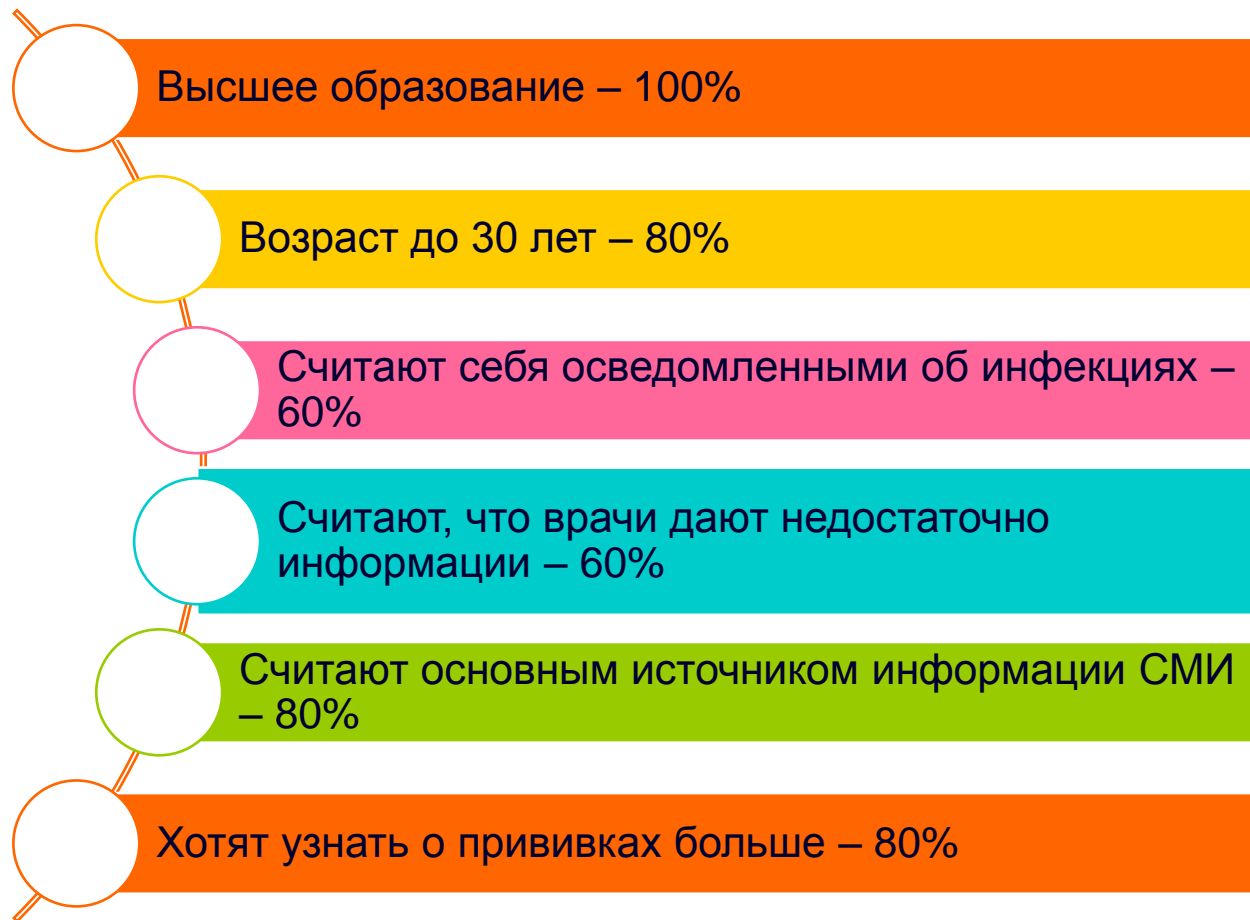 Высшее образование – 100%
Возраст до 30 лет – 80%
Считают себя осведомленными об инфекциях –
60%
Считают, что врачи дают недостаточно
информации – 60%
Считают основным источником информации СМИ
– 80%
Хотят узнать о прививках больше – 80%